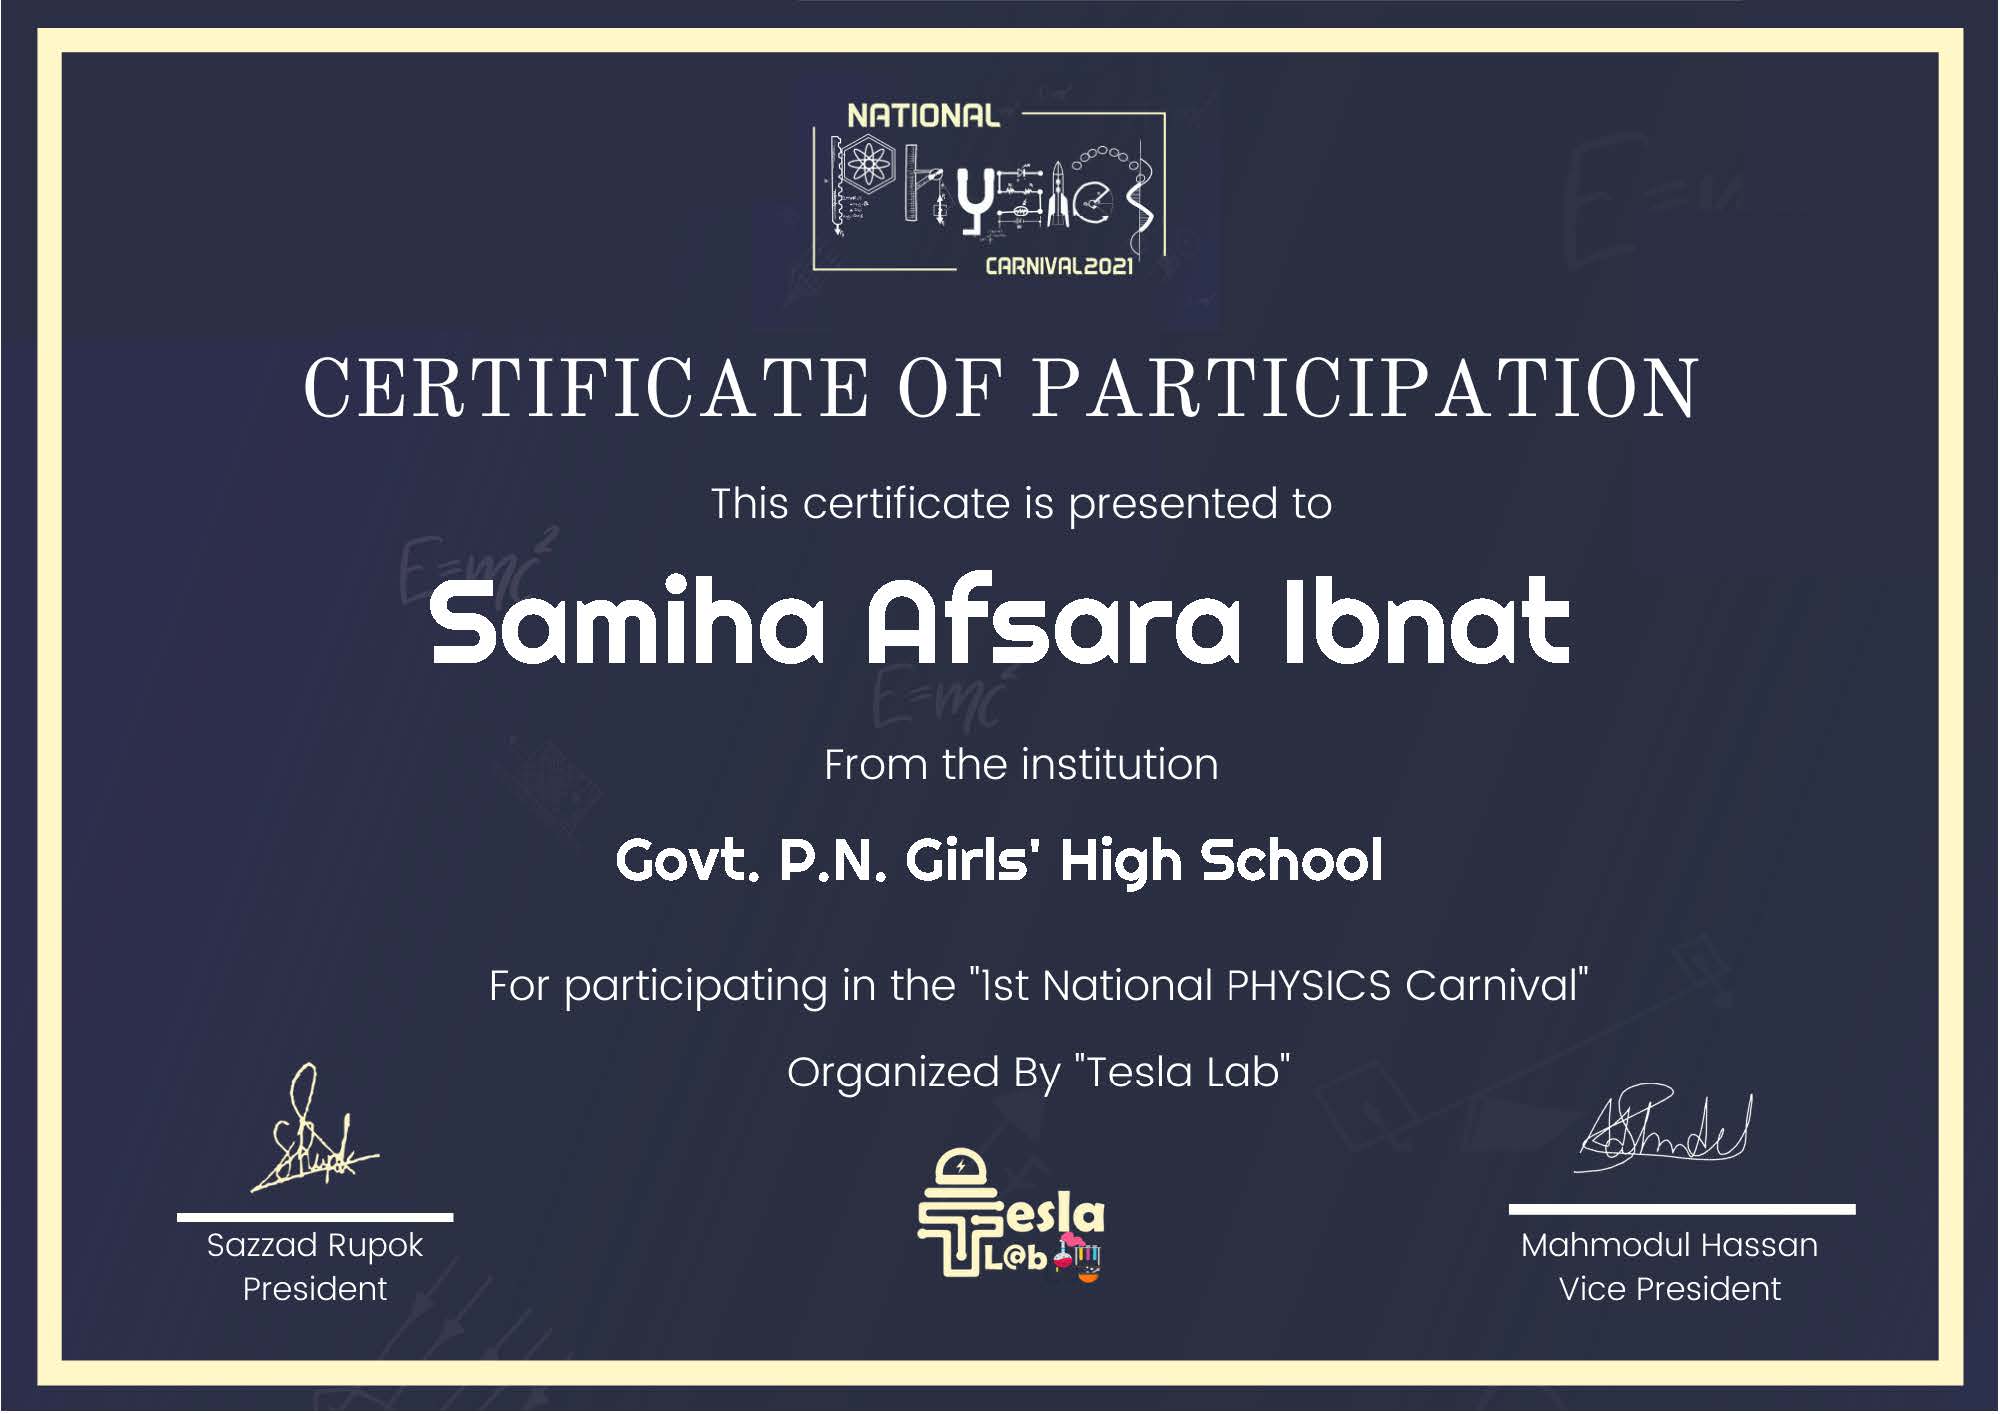 NATIONAL
Physics
CARNIVAL2021
CERTIFICATE OF PARTICIPATION
This certificate is presented to
E=mc²
Samiha Afsara Ibnat
E=mc²
From the institution
Govt. P.N. Girls' High School
For participating in the "1st National PHYSICS Carnival"
Organized By "Tesla Lab"
Tesla
L@b
Sazzad Rupok
President
Mahmodul Hassan
Vice President